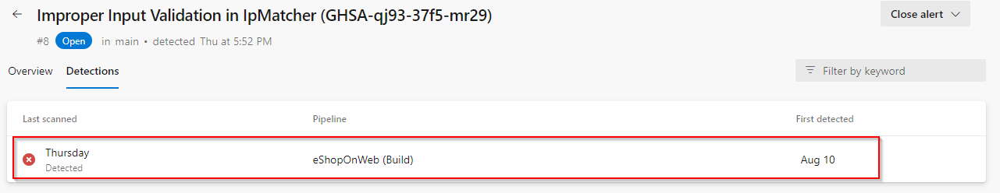 Improper Input Validation in IpMatcher (GHSA-qj93-37f5-mr29)
Close alert
#8 Open in main • detected Thu at 5:52 PM
Overview Detections
Filter by keyword
Last scanned Pipeline First detected
Thursday
Detected
eShopOnWeb (Build)
Aug 10